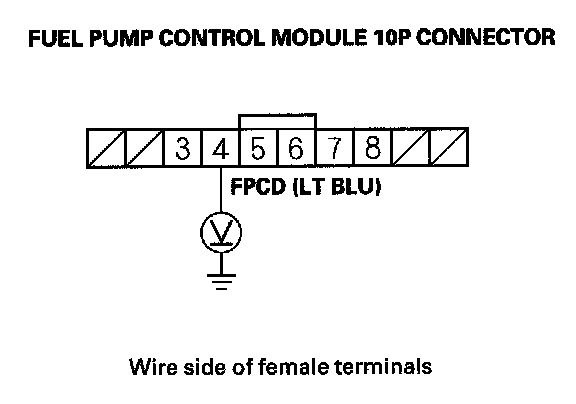 FUEL PUMP CONTROL MODULE 10P CONNECTOR
3 4 5 6 7 8
FPCD (LT BLU)
V
Wire side of female terminals